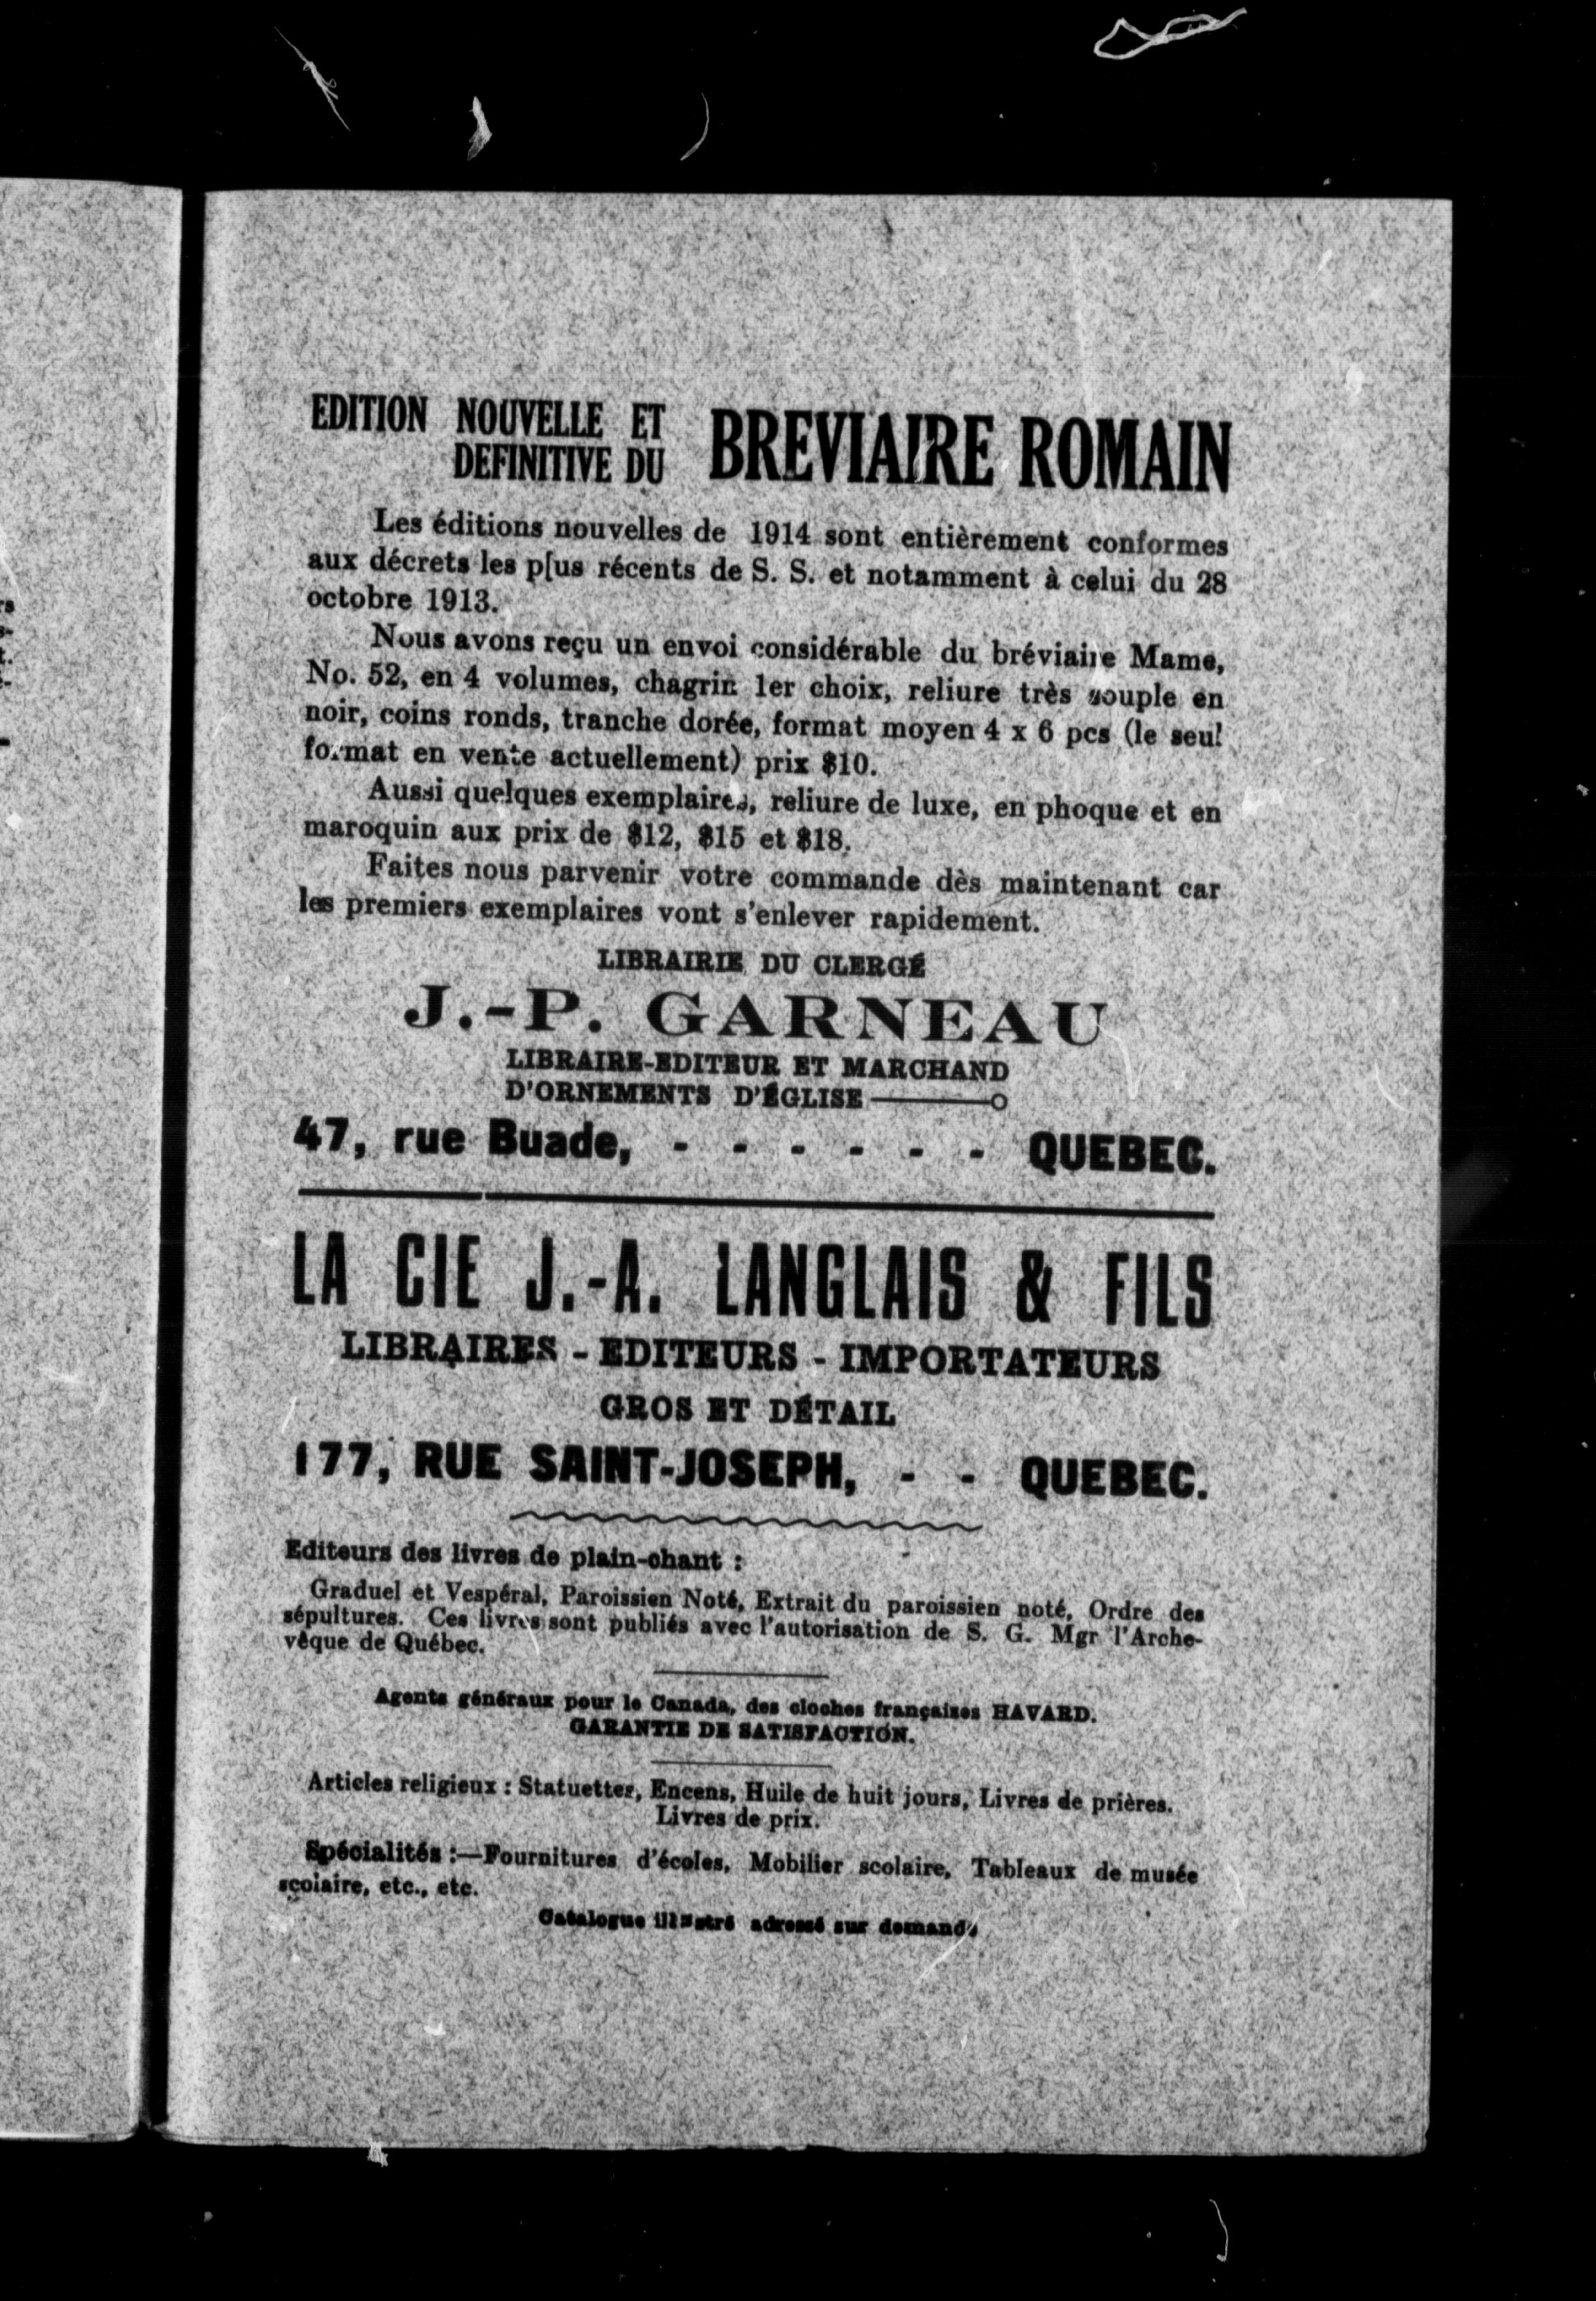 EDITION NOUVELLE ET
DEFINITIVE DU BREVIAIRE ROMAIN
Les éditions nouvelles de 1914 sont entièrement conformes
aux décrets les plus récents de S. S. et notamment à celui du 28
octobre 1913.
Nous avons reçu un envoi considérable du bréviaire Mame,
No. 52, en 4 volumes, chagrin 1er choix, reliure très souple en
noir, coins ronds, tranche dorée, format moyen 4 x 6 pcs (le seul
format en vente actuellement) prix $10.
Aussi quelques exemplaires, reliure de luxe, en phoque et en
maroquin aux prix de $12, $15 et $18.
Faites nous parvenir votre commande dès maintenant car
les premiers exemplaires vont s'enlever rapidement.
LIBRAIRIE DU CLERGÉ
J.-P. GARNEAU
LIBRAIRE-EDITEUR ET MARCHAND
D'ORNEMENTS D'ÉGLISE
47, rue Buade, - - - - - - QUEBEC.
LA CIE J.-A. LANGLAIS & FILS
LIBRAIRES - EDITEURS - IMPORTATEURS
GROS ET DÉTAIL
177, RUE SAINT-JOSEPH, - - QUEBEC.
Editeurs des livres de plain-chant :
Graduel et Vespéral, Paroissien Noté, Extrait du paroissien noté, Ordre des
sépultures. Ces livres sont publiés avec l'autorisation de S. G. Mgr l'Arche-
vêque de Québec.
Agents généraux pour le Canada, des cloches françaises HAVARD.
GARANTIE DE SATISFACTION.
Articles religieux : Statuettes, Encens, Huile de huit jours, Livres de prières.
Livres de prix.
Spécialités :—Fournitures d'écoles, Mobilier scolaire, Tableaux de musée
scolaire, etc., etc.
Catalogue illustré adressé sur demande